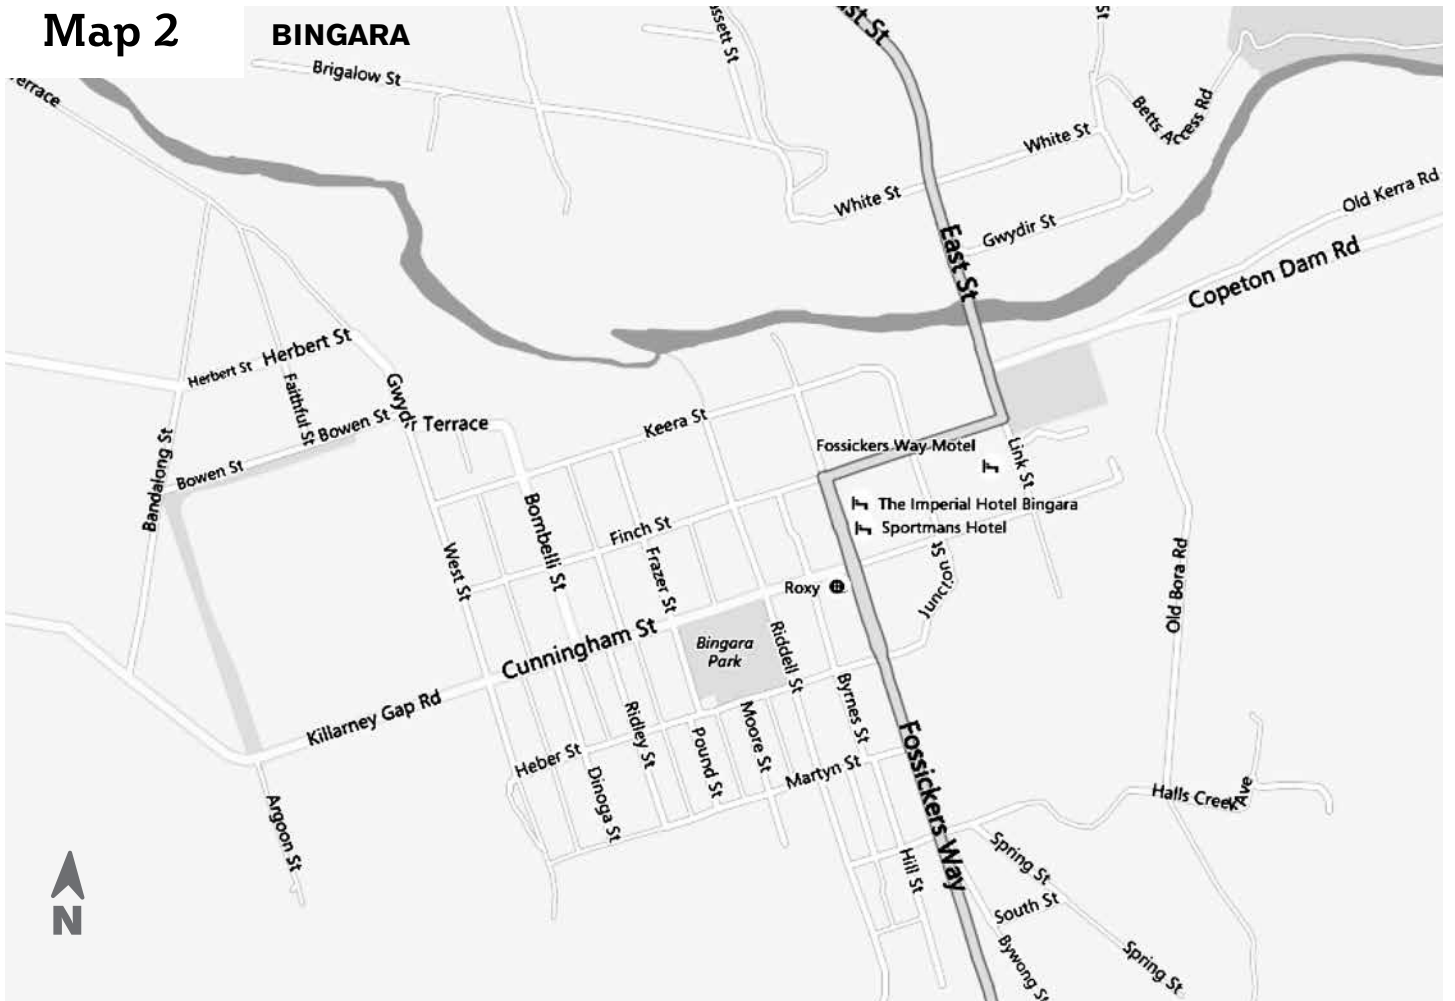 Map 2
BINGARA
East St
St
Brigalow St
Betts Access Rd
White St
White St
Old Kerra Rd
Gwydir St
East St
Copeton Dam Rd
Herbert St
Herbert St
Faithful St
Gwydir Terrace
Bowen St
Bowen St
Bandalong St
Keera St
Fossickers Way Motel
Link St
The Imperial Hotel Bingara
Sportmans Hotel
Bombelli St
Finch St
West St
Frazer St
Junction St
Old Bora Rd
Roxy
Cunningham St
Bingara
Park
Riddell St
Killarney Gap Rd
Byrnes St
Ridley St
Moore St
Pound St
Heber St
Martyn St
Fossickers Way
Dinoga St
Argoon St
Halls Creek Ave
Hill St
Spring St
South St
Bywong St
Spring St
N